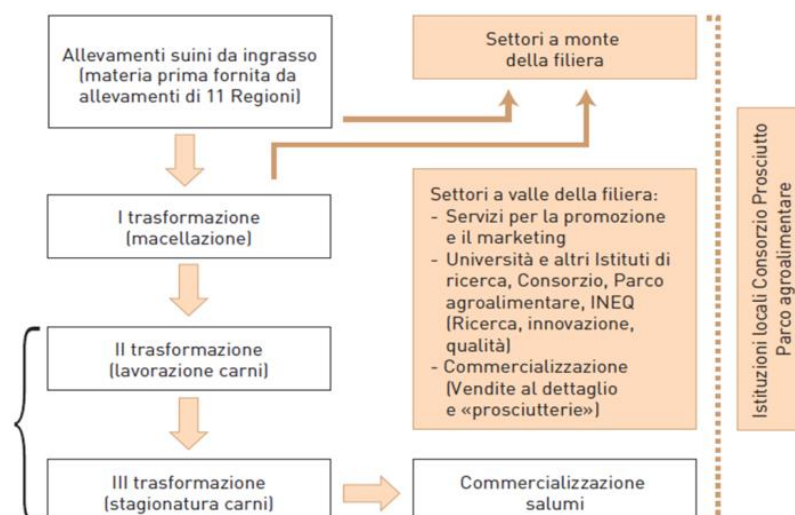 Allevamenti suini da ingrasso
(materia prima fornita da
allevamenti di 11 Regioni)
Settori a monte
della filiera
I trasformazione
(macellazione)
Settori a valle della filiera:
- Servizi per la promozione
e il marketing
- Università e altri Istituti di
ricerca, Consorzio, Parco
agroalimentare, INEQ
(Ricerca, innovazione,
qualità)
- Commercializzazione
(Vendite al dettaglio
e «prosciutterie»)
II trasformazione
(lavorazione carni)
III trasformazione
(stagionatura carni)
Commercializzazione
salumi
Istituzioni locali Consorzio Prosciutto
Parco agroalimentare